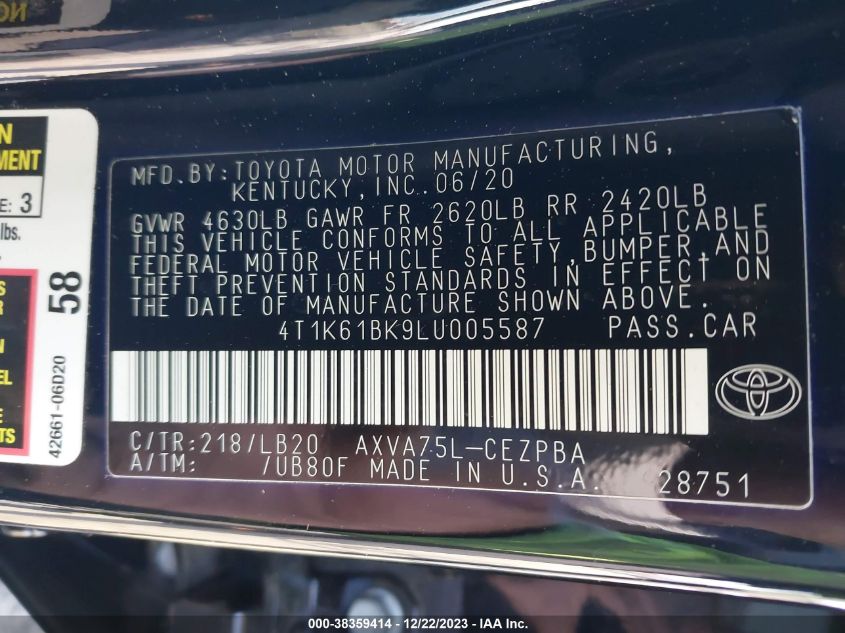 N
MENT
E: 3
lbs.
S
R
N
EL
E
TS
58
42661-06D20
MFD.BY:TOYOTA MOTOR MANUFACTURING,
KENTUCKY,INC.06/20
GVWR 4630LB GAWR FR 2620LB RR 2420LB
THIS VEHICLE CONFORMS TO ALL APPLICABLE
FEDERAL MOTOR VEHICLE SAFETY,BUMPER,AND
THEFT PREVENTION STANDARDS IN EFFECT ON
THE DATE OF MANUFACTURE SHOWN ABOVE.
4T1K61BK9LU005587 PASS.CAR
C/TR:218/LB20 AXVA75L-CEZPBA
A/TM: /UB80F MADE IN U.S.A. 28751
000-38359414 - 12/22/2023 - IAA Inc.